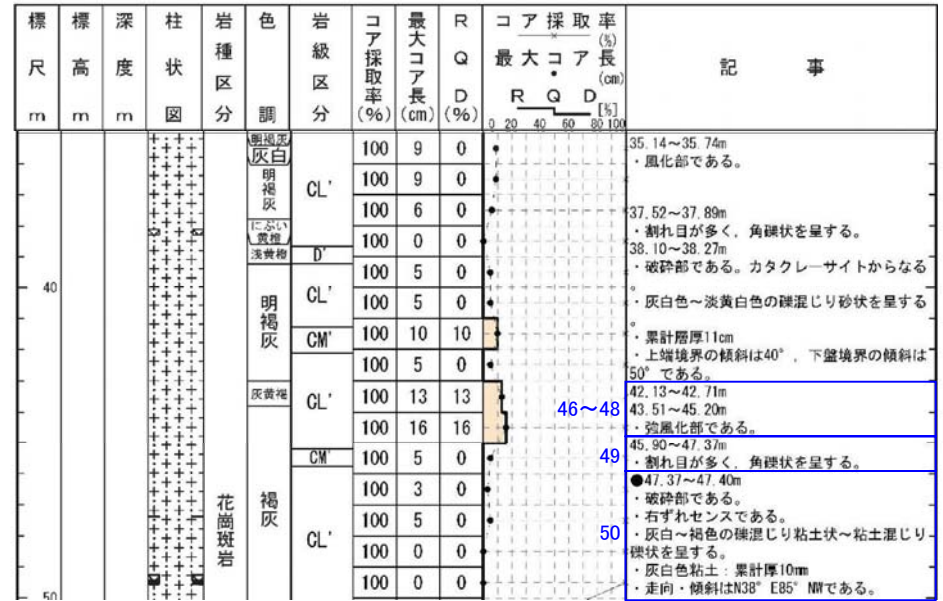 標尺m
標高m
深度m
柱状図
岩種区分
色調
岩級区分
コア採取率(%)
最大コア長(cm)
RQD(%)
コア採取率(%)
最大コア長(cm)
RQD[%]
0 20 40 60 80 100
記事
明褐灰
灰白
明褐灰
にぶい黄橙
浅黄橙
明褐灰
灰黄褐
褐灰
CL'
D'
CL'
CM'
CL'
CM'
CL'
花崗斑岩
40
50
100 9 0
100 9 0
100 6 0
100 0 0
100 5 0
100 5 0
100 10 10
100 5 0
100 13 13
100 16 16
100 5 0
100 3 0
100 5 0
100 0 0
100 0 0
35.14～35.74m
・風化部である。
37.52～37.89m
・割れ目が多く，角礫状を呈する。
38.10～38.27m
・破砕部である。カタクレーサイトからなる
。
・灰白色～淡黄白色の礫混じり砂状を呈する
。
・累計層厚11cm
・上端境界の傾斜は40°，下盤境界の傾斜は
50°である。
46～48
42.13～42.71m
43.51～45.20m
・強風化部である。
49
45.90～47.37m
・割れ目が多く，角礫状を呈する。
50
●47.37～47.40m
・破砕部である。
・右ずれセンスである。
・灰白～褐色の礫混じり粘土状～粘土混じり
礫状を呈する。
・灰白色粘土：累計厚10mm
・走向・傾斜はN38°E85°NWである。